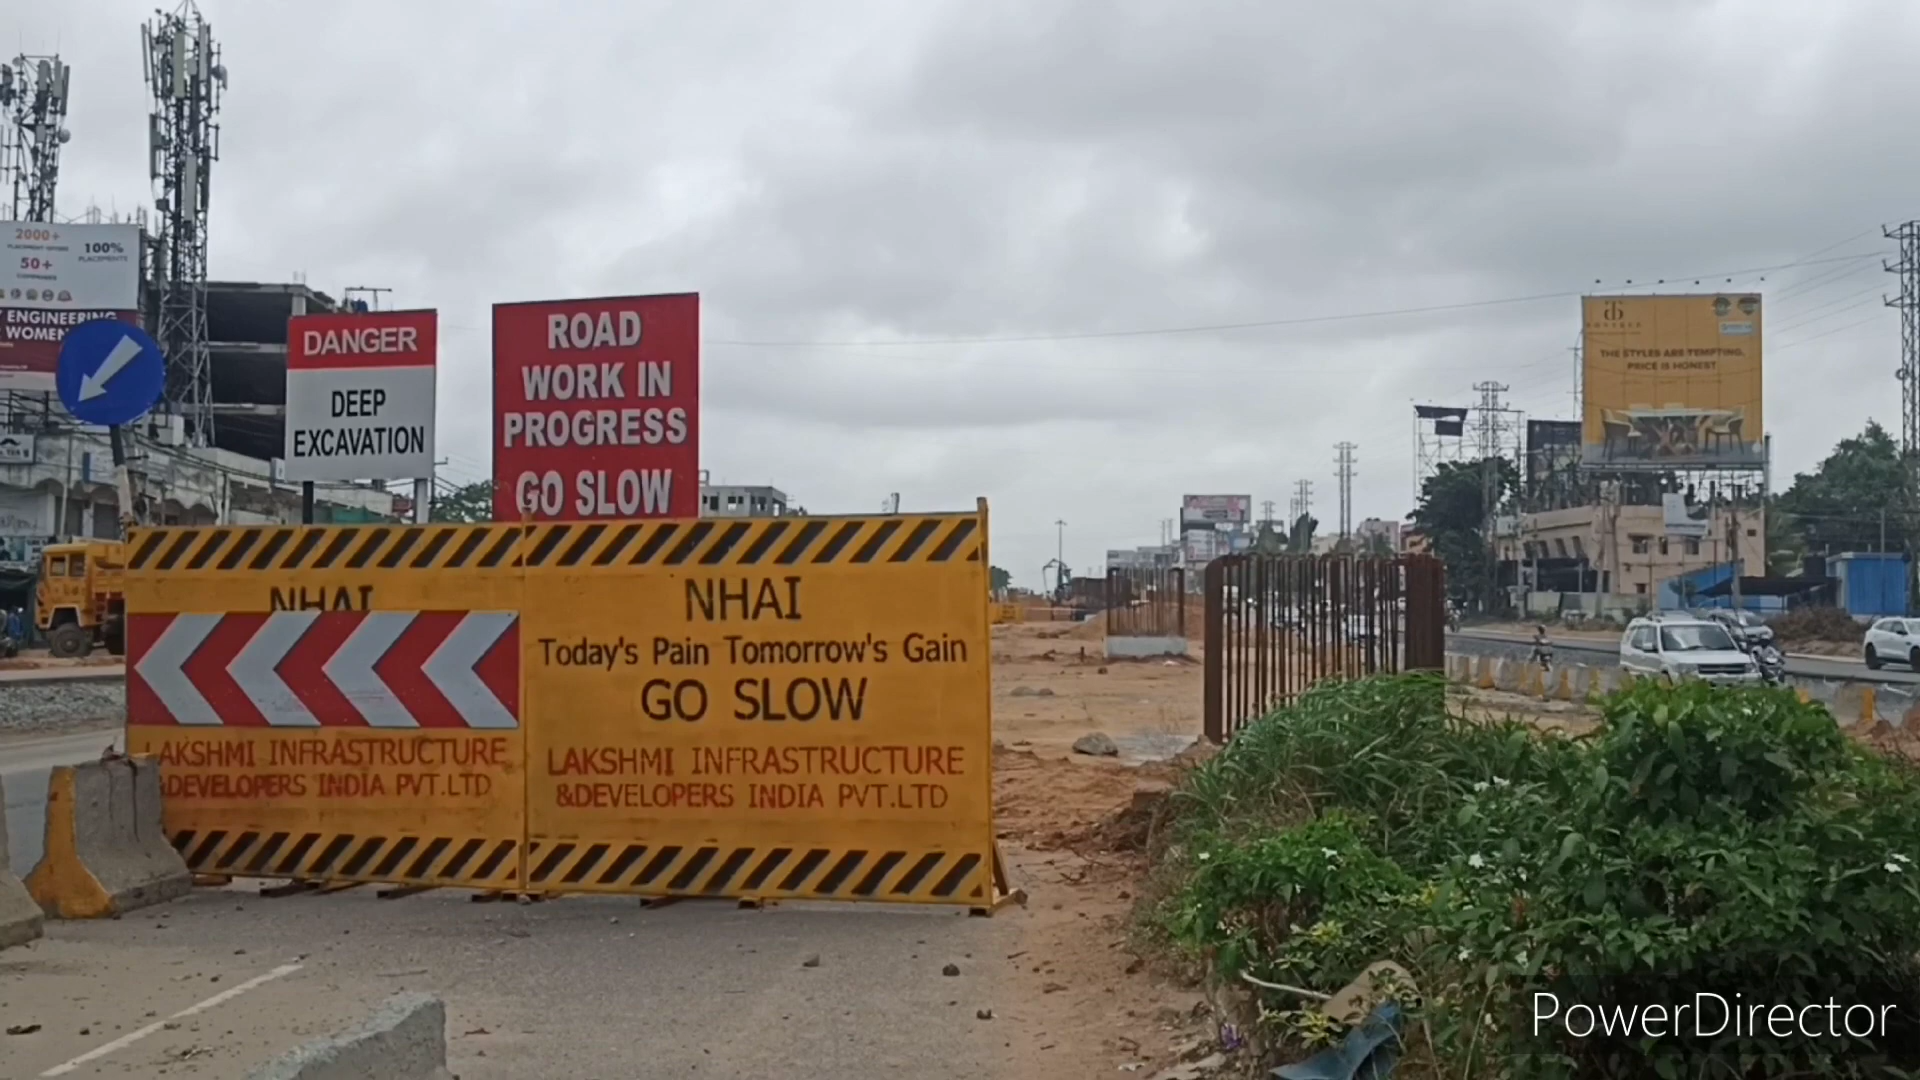 2000+
100%
PLACEMENTS
50+
ENGINEERING
WOMEN
DANGER
DEEP
EXCAVATION
ROAD
WORK IN
PROGRESS
GO SLOW
NHAI
LAKSHMI INFRASTRUCTURE
&DEVELOPERS INDIA PVT.LTD
NHAI
Today's Pain Tomorrow's Gain
GO SLOW
LAKSHMI INFRASTRUCTURE
&DEVELOPERS INDIA PVT.LTD
THE STYLES ARE TEMPTING,
PRICE IS HONEST
PowerDirector